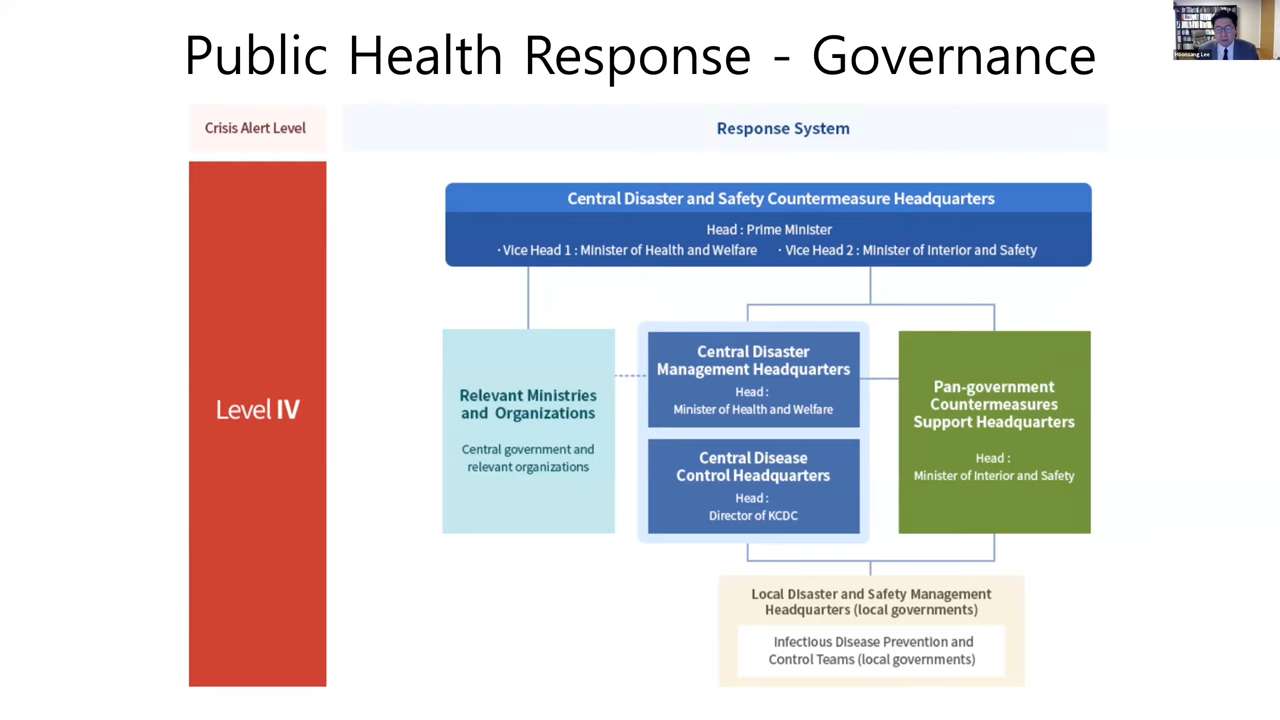 Public Health Response - Governance
Hoonsang Lee
Crisis Alert Level
Response System
Level IV
Central Disaster and Safety Countermeasure Headquarters
Head : Prime Minister
· Vice Head 1 : Minister of Health and Welfare · Vice Head 2 : Minister of Interior and Safety
Relevant Ministries
and Organizations
Central government and
relevant organizations
Central Disaster
Management Headquarters
Head :
Minister of Health and Welfare
Central Disease
Control Headquarters
Head :
Director of KCDC
Pan-government
Countermeasures
Support Headquarters
Head :
Minister of Interior and Safety
Local Disaster and Safety Management
Headquarters (local governments)
Infectious Disease Prevention and
Control Teams (local governments)